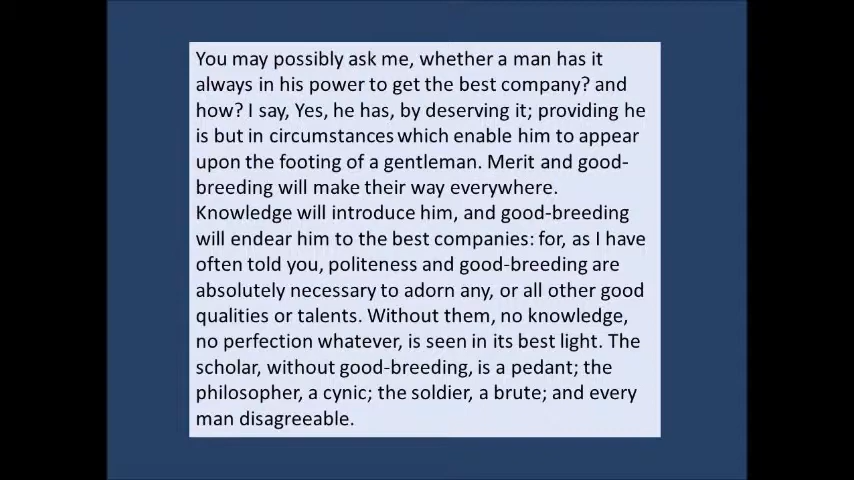 You may possibly ask me, whether a man has it
always in his power to get the best company? and
how? I say, Yes, he has, by deserving it; providing he
is but in circumstances which enable him to appear
upon the footing of a gentleman. Merit and good-
breeding will make their way everywhere.
Knowledge will introduce him, and good-breeding
will endear him to the best companies: for, as I have
often told you, politeness and good-breeding are
absolutely necessary to adorn any, or all other good
qualities or talents. Without them, no knowledge,
no perfection whatever, is seen in its best light. The
scholar, without good-breeding, is a pedant; the
philosopher, a cynic; the soldier, a brute; and every
man disagreeable.